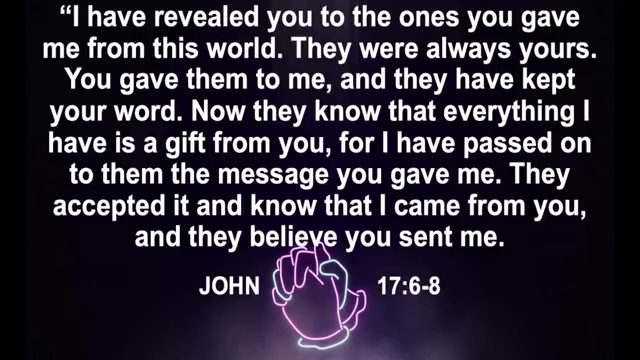 “I have revealed you to the ones you gave
me from this world. They were always yours.
You gave them to me, and they have kept
your word. Now they know that everything I
have is a gift from you, for I have passed on
to them the message you gave me. They
accepted it and know that I came from you,
and they believe you sent me.
JOHN 17:6-8